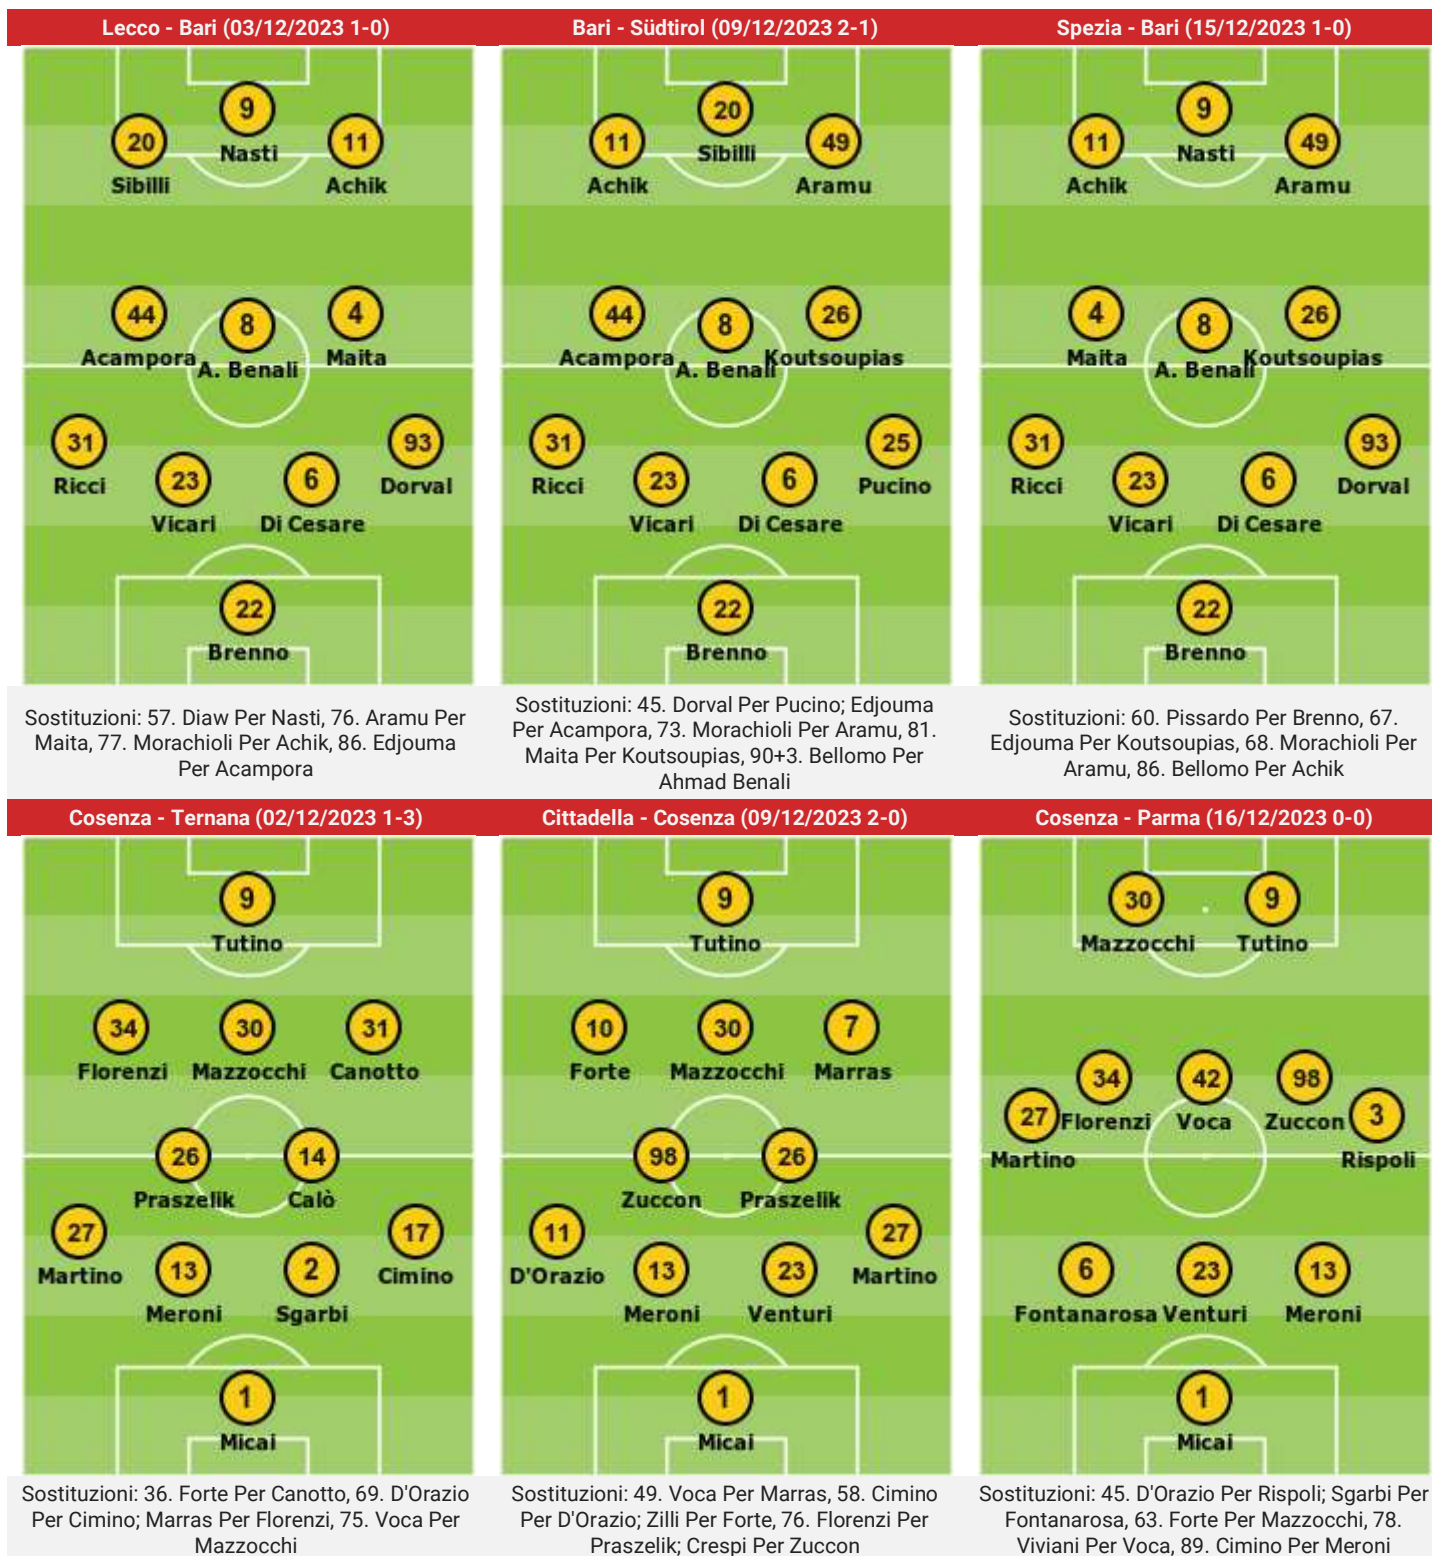 Lecco - Bari (03/12/2023 1-0)
9
Nasti
20
Sibilli
11
Achik
44
Acampora
8
A. Benali
4
Maita
31
Ricci
23
Vicari
6
Di Cesare
93
Dorval
22
Brenno
Sostituzioni: 57. Diaw Per Nasti, 76. Aramu Per
Maita, 77. Morachioli Per Achik, 86. Edjouma
Per Acampora
Bari - Südtirol (09/12/2023 2-1)
20
Sibilli
11
Achik
49
Aramu
44
Acampora
8
A. Benali
26
Koutsoupias
31
Ricci
23
Vicari
6
Di Cesare
25
Pucino
22
Brenno
Sostituzioni: 45. Dorval Per Pucino; Edjouma
Per Acampora, 73. Morachioli Per Aramu, 81.
Maita Per Koutsoupias, 90+3. Bellomo Per
Ahmad Benali
Spezia - Bari (15/12/2023 1-0)
9
Nasti
11
Achik
49
Aramu
4
Maita
8
A. Benali
26
Koutsoupias
31
Ricci
23
Vicari
6
Di Cesare
93
Dorval
22
Brenno
Sostituzioni: 60. Pissardo Per Brenno, 67.
Edjouma Per Koutsoupias, 68. Morachioli Per
Aramu, 86. Bellomo Per Achik
Cosenza - Ternana (02/12/2023 1-3)
9
Tutino
34
Florenzi
30
Mazzocchi
31
Canotto
26
Praszelik
14
Calò
27
Martino
13
Meroni
2
Sgarbi
17
Cimino
1
Micai
Sostituzioni: 36. Forte Per Canotto, 69. D'Orazio
Per Cimino; Marras Per Florenzi, 75. Voca Per
Mazzocchi
Cittadella - Cosenza (09/12/2023 2-0)
9
Tutino
10
Forte
30
Mazzocchi
7
Marras
98
Zuccon
26
Praszelik
11
D'Orazio
13
Meroni
23
Venturi
27
Martino
1
Micai
Sostituzioni: 49. Voca Per Marras, 58. Cimino
Per D'Orazio; Zilli Per Forte, 76. Florenzi Per
Praszelik; Crespi Per Zuccon
Cosenza - Parma (16/12/2023 0-0)
30
Mazzocchi
9
Tutino
27
Martino
34
Florenzi
42
Voca
98
Zuccon
3
Rispoli
6
Fontanarosa
23
Venturi
13
Meroni
1
Micai
Sostituzioni: 45. D'Orazio Per Rispoli; Sgarbi Per
Fontanarosa, 63. Forte Per Mazzocchi, 78.
Viviani Per Voca, 89. Cimino Per Meroni